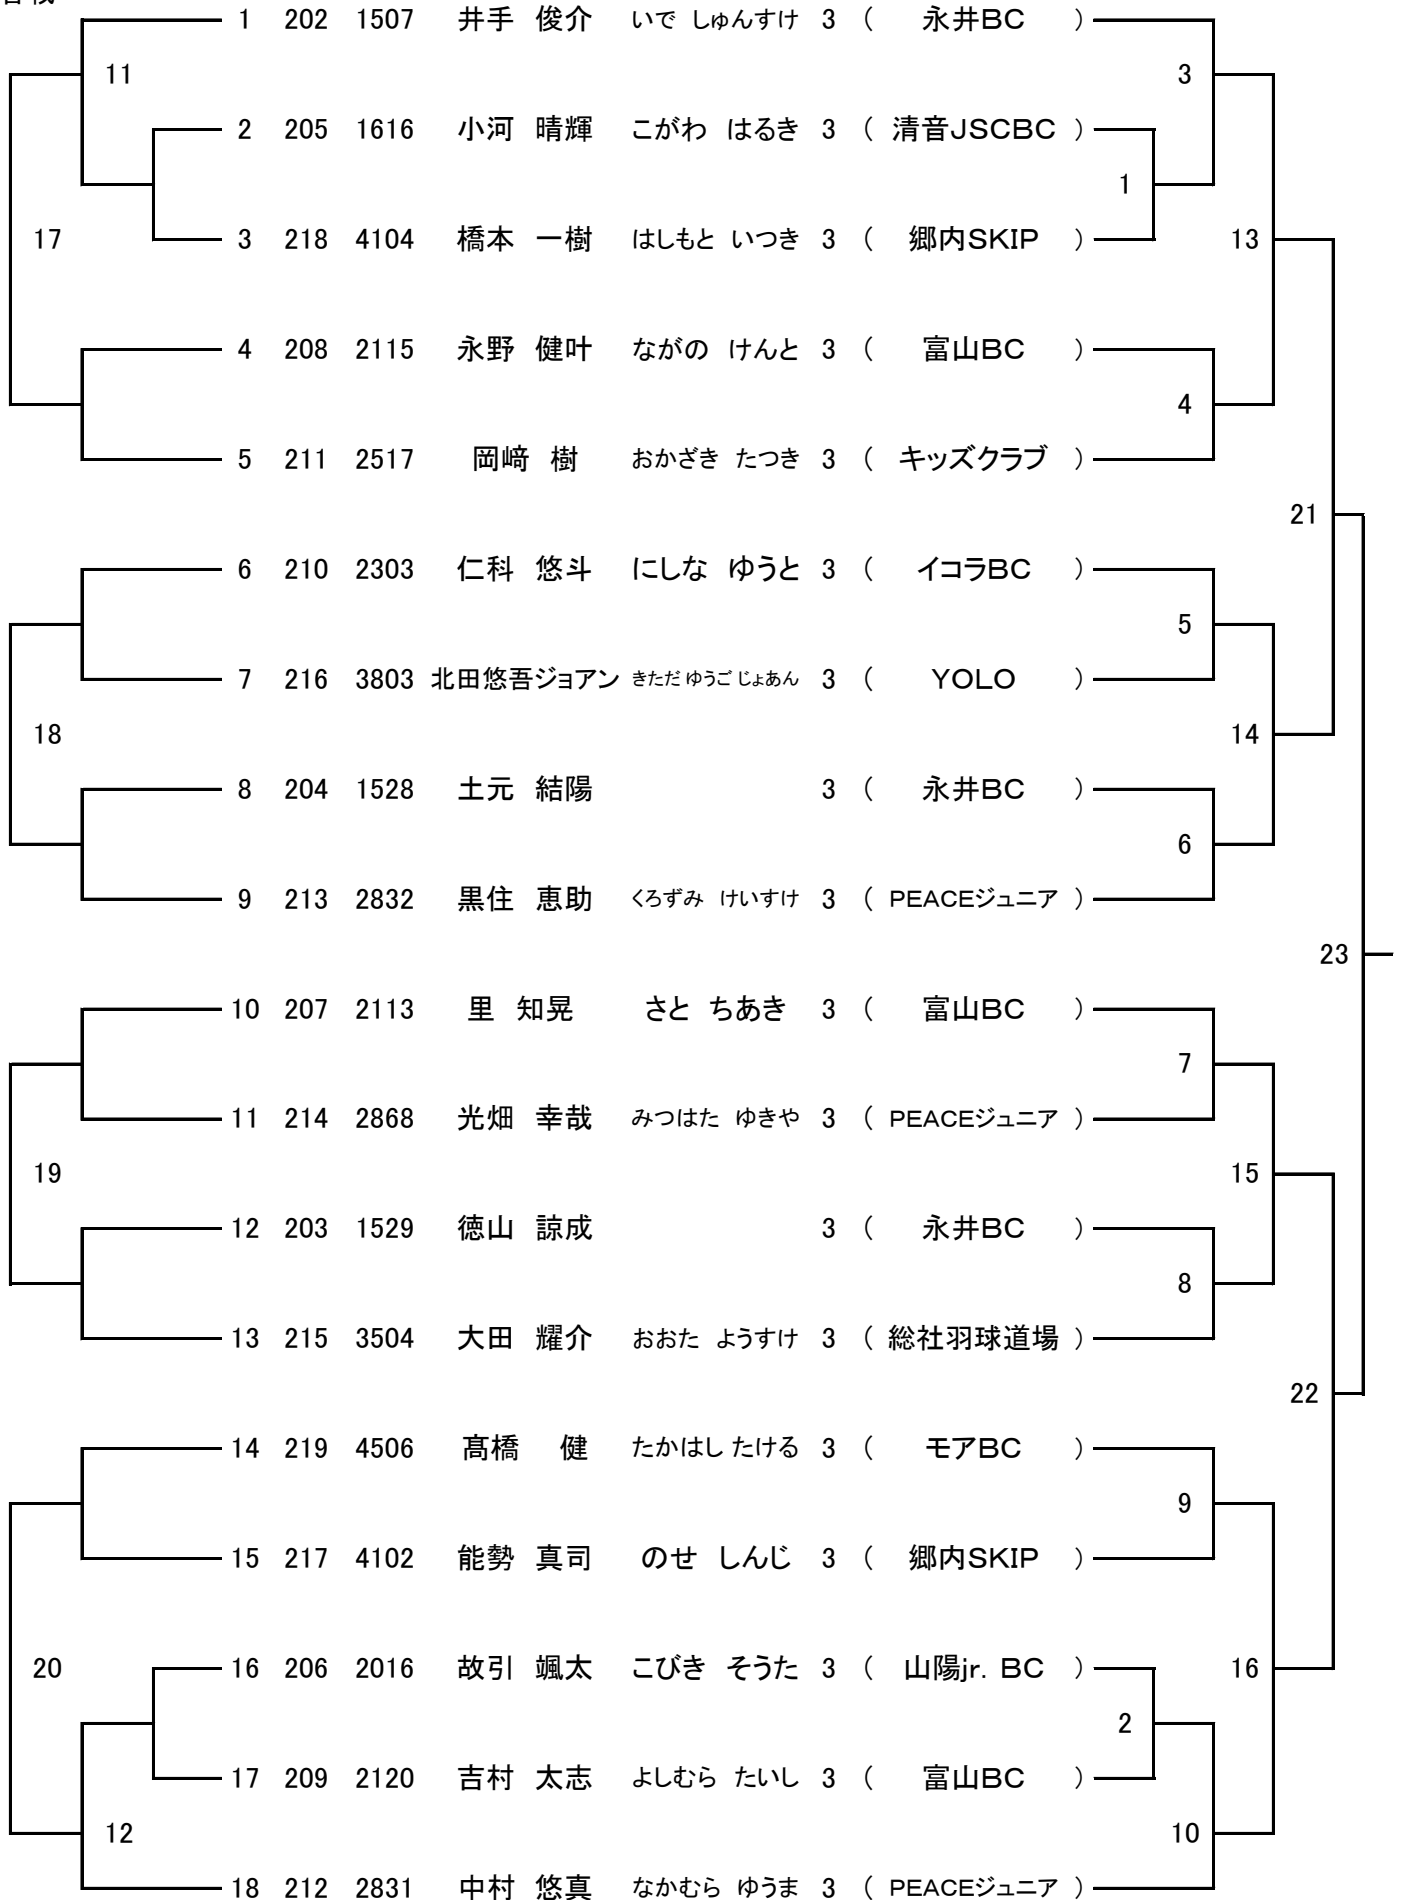 1 202 1507 井手 俊介 いで しゅんすけ 3 ( 永井BC )
11 3
2 205 1616 小河 晴輝 こがわ はるき 3 ( 清音JSCBC )
1
17 3 218 4104 橋本 一樹 はしもと いつき 3 ( 郷内SKIP ) 13
4 208 2115 永野 健叶 ながの けんと 3 ( 富山BC )
4
5 211 2517 岡﨑 樹 おかざき たつき 3 ( キッズクラブ )
21
6 210 2303 仁科 悠斗 にしな ゆうと 3 ( イコラBC )
5
7 216 3803 北田悠吾ジョアン きただ ゆうご じょあん 3 ( YOLO )
18 14
8 204 1528 土元 結陽 3 ( 永井BC )
6
9 213 2832 黒住 恵助 くろずみ けいすけ 3 ( PEACEジュニア )
23
10 207 2113 里 知晃 さと ちあき 3 ( 富山BC )
7
11 214 2868 光畑 幸哉 みつはた ゆきや 3 ( PEACEジュニア )
19 15
12 203 1529 徳山 諒成 3 ( 永井BC )
8
13 215 3504 大田 耀介 おおた ようすけ 3 ( 総社羽球道場 )
22
14 219 4506 髙橋 健 たかはし たける 3 ( モアBC )
9
15 217 4102 能勢 真司 のせ しんじ 3 ( 郷内SKIP )
20 16 206 2016 故引 颯太 こびき そうた 3 ( 山陽jr. BC ) 16
2
17 209 2120 吉村 太志 よしむら たいし 3 ( 富山BC )
12 10
18 212 2831 中村 悠真 なかむら ゆうま 3 ( PEACEジュニア )